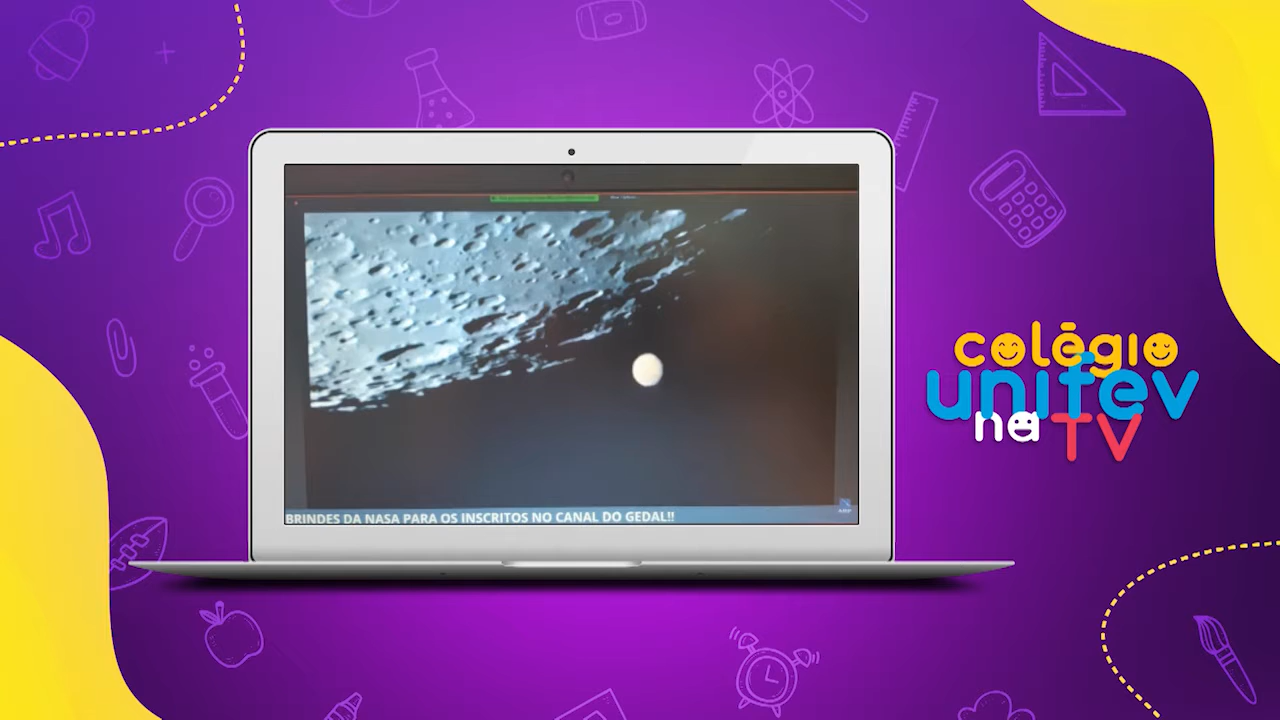 BRINDES DA NASA PARA OS INSCRITOS NO CANAL DO GEDAL!!
colégio
unifev
na TV